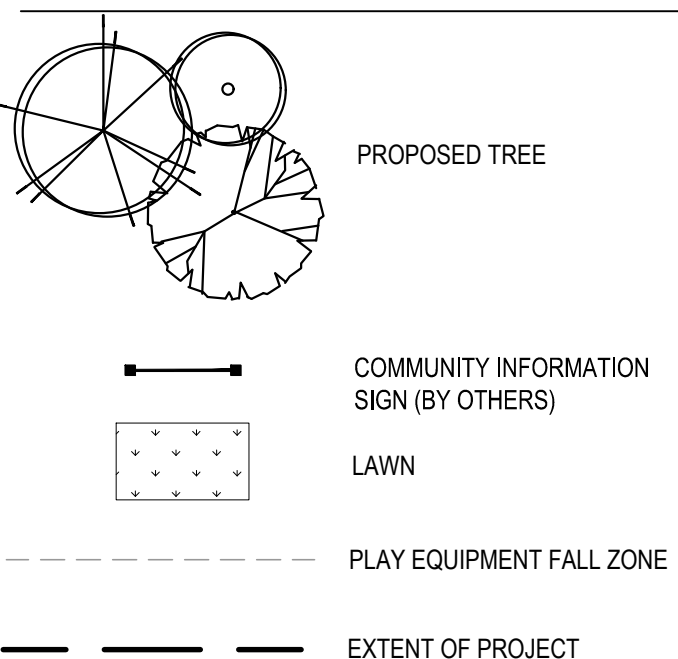 PROPOSED TREE
COMMUNITY INFORMATION
SIGN (BY OTHERS)
LAWN
PLAY EQUIPMENT FALL ZONE
EXTENT OF PROJECT